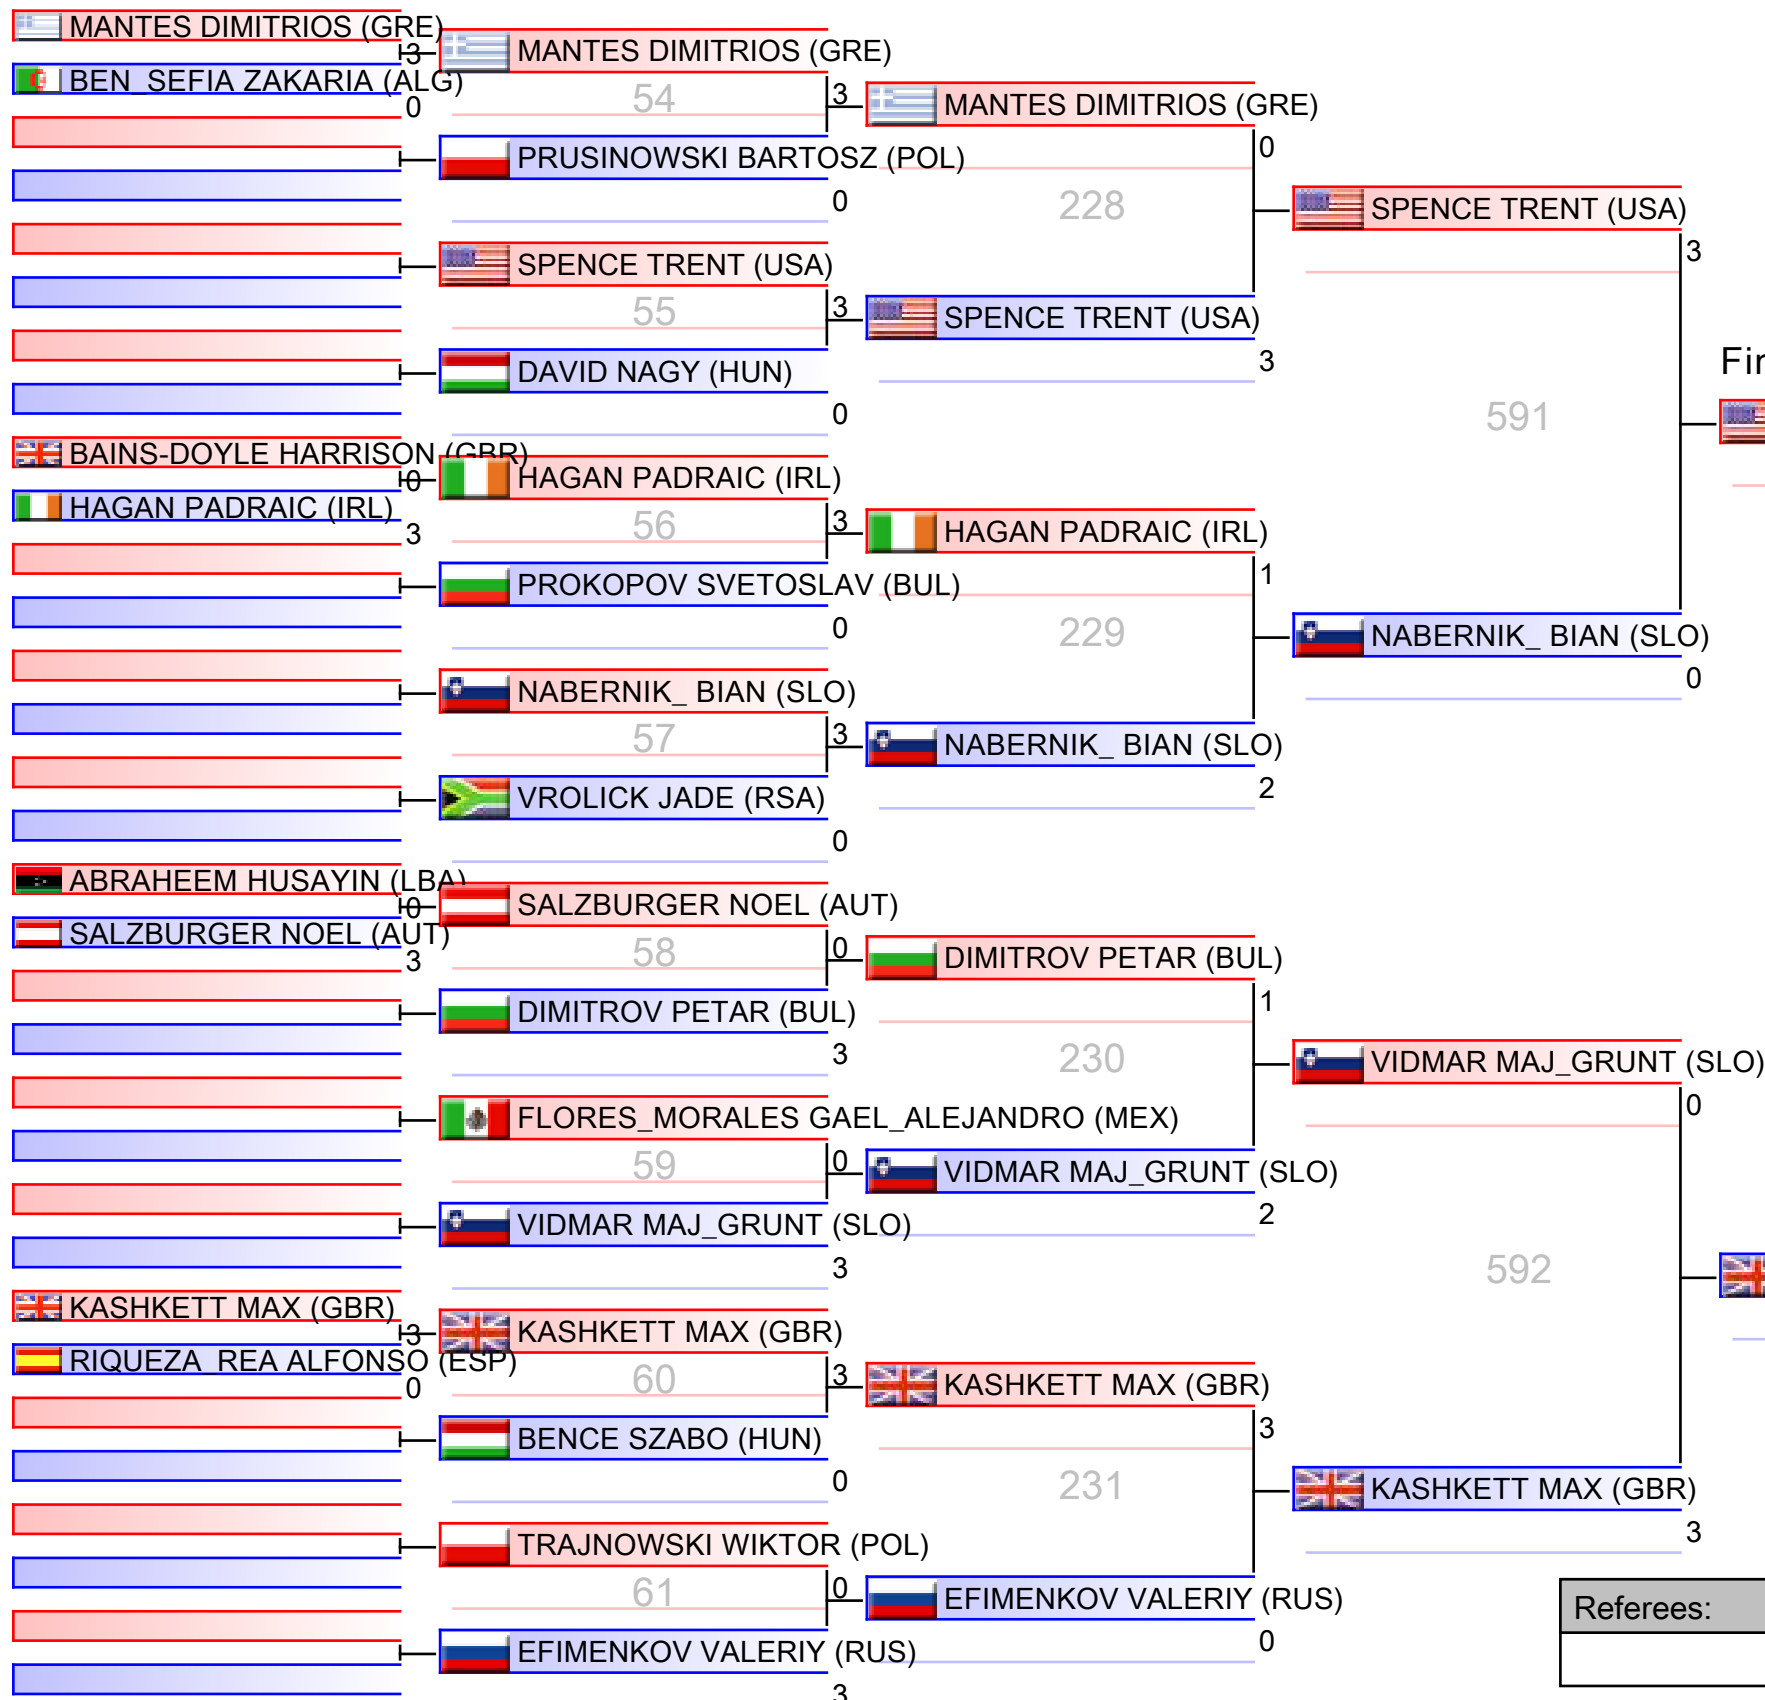 MANTES DIMITRIOS (GRE)
3
BEN_SEFIA ZAKARIA (ALG)
0
BAINS-DOYLE HARRISON (GBR)
0
HAGAN PADRAIC (IRL)
3
ABRAHEEM HUSAYIN (LBA)
0
SALZBURGER NOEL (AUT)
3
KASHKETT MAX (GBR)
3
RIQUEZA_REA ALFONSO (ESP)
0
MANTES DIMITRIOS (GRE)
54
3
PRUSINOWSKI BARTOSZ (POL)
0
SPENCE TRENT (USA)
55
3
DAVID NAGY (HUN)
0
HAGAN PADRAIC (IRL)
56
3
PROKOPOV SVETOSLAV (BUL)
0
NABERNIK_ BIAN (SLO)
57
3
VROLICK JADE (RSA)
0
SALZBURGER NOEL (AUT)
58
0
DIMITROV PETAR (BUL)
3
FLORES_MORALES GAEL_ALEJANDRO (MEX)
59
0
VIDMAR MAJ_GRUNT (SLO)
3
KASHKETT MAX (GBR)
60
3
BENCE SZABO (HUN)
0
TRAJNOWSKI WIKTOR (POL)
61
0
EFIMENKOV VALERIY (RUS)
3
MANTES DIMITRIOS (GRE)
0
228
SPENCE TRENT (USA)
3
HAGAN PADRAIC (IRL)
1
229
NABERNIK_ BIAN (SLO)
2
DIMITROV PETAR (BUL)
1
230
VIDMAR MAJ_GRUNT (SLO)
2
KASHKETT MAX (GBR)
3
231
EFIMENKOV VALERIY (RUS)
0
SPENCE TRENT (USA)
3
591
NABERNIK_ BIAN (SLO)
0
VIDMAR MAJ_GRUNT (SLO)
0
592
KASHKETT MAX (GBR)
3
Referees: